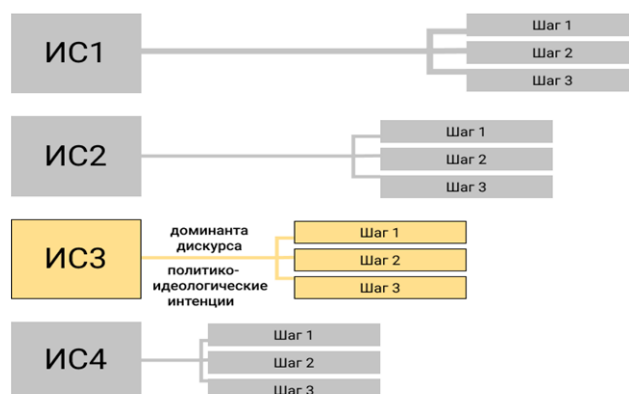 ИС1
Шаг 1
Шаг 2
Шаг 3
ИС2
Шаг 1
Шаг 2
Шаг 3
ИС3
доминанта
дискурса
политико-
идеологические
интенции
Шаг 1
Шаг 2
Шаг 3
ИС4
Шаг 1
Шаг 2
Шаг 3